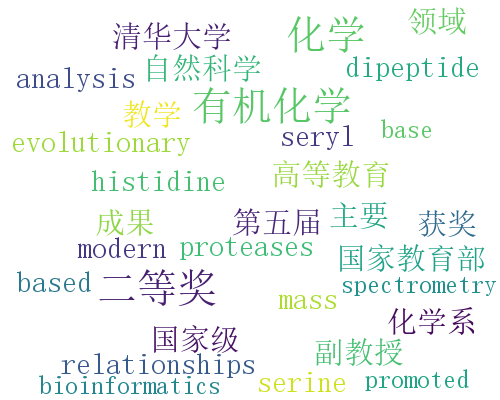 清华大学 化学 领域
analysis 自然科学 dipeptide
教学 有机化学
evolutionary seryl base
histidine 高等教育
成果 第五届 主要 获奖
modern proteases 国家教育部
based 二等奖 mass spectrometry
国家级 化学系
relationships 副教授
bioinformatics serine promoted